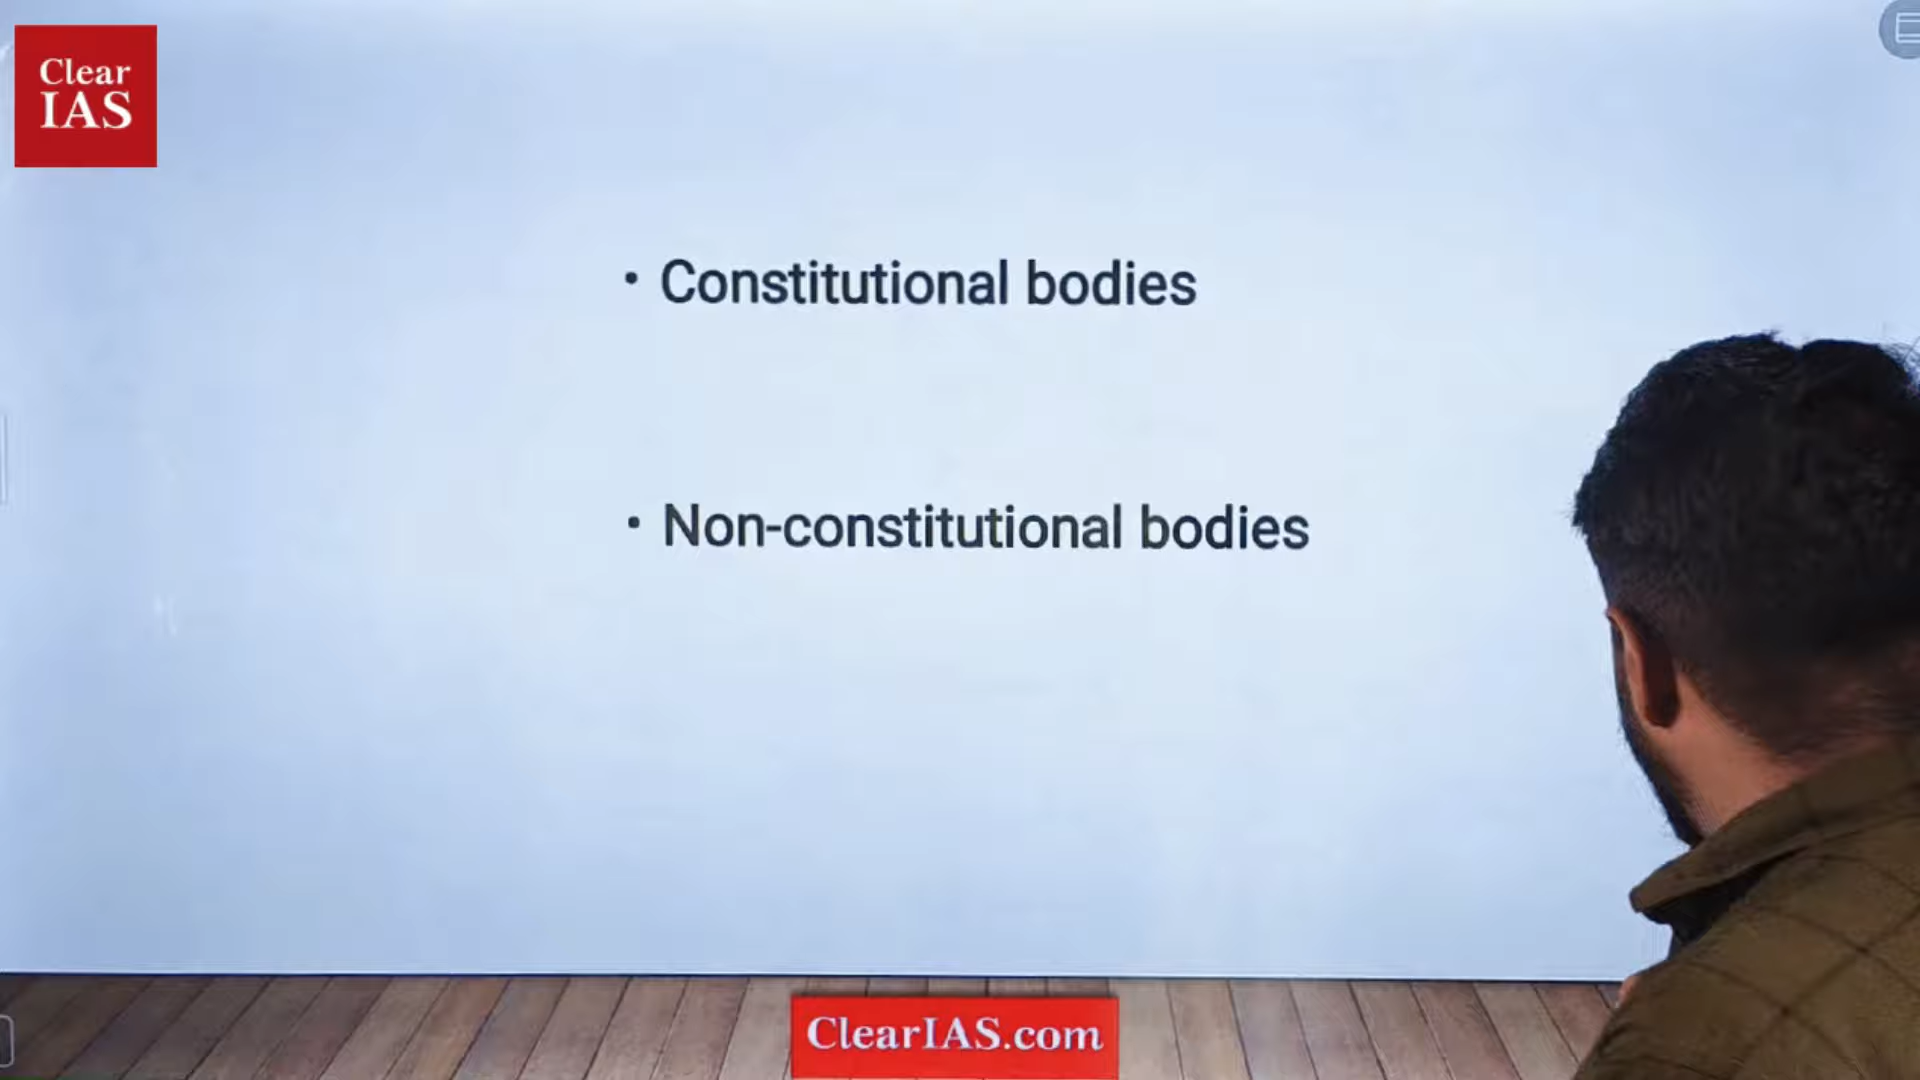 Clear
IAS
• Constitutional bodies
• Non-constitutional bodies
ClearIAS.com